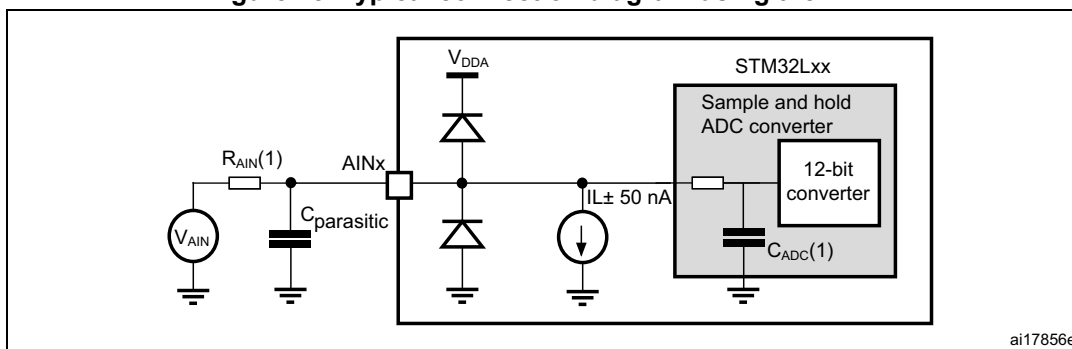 V_DDA
STM32Lxx
Sample and hold
ADC converter
R_AIN(1)
AINx
12-bit
converter
IL± 50 nA
C_parasitic
V_AIN
C_ADC(1)
ai17856e